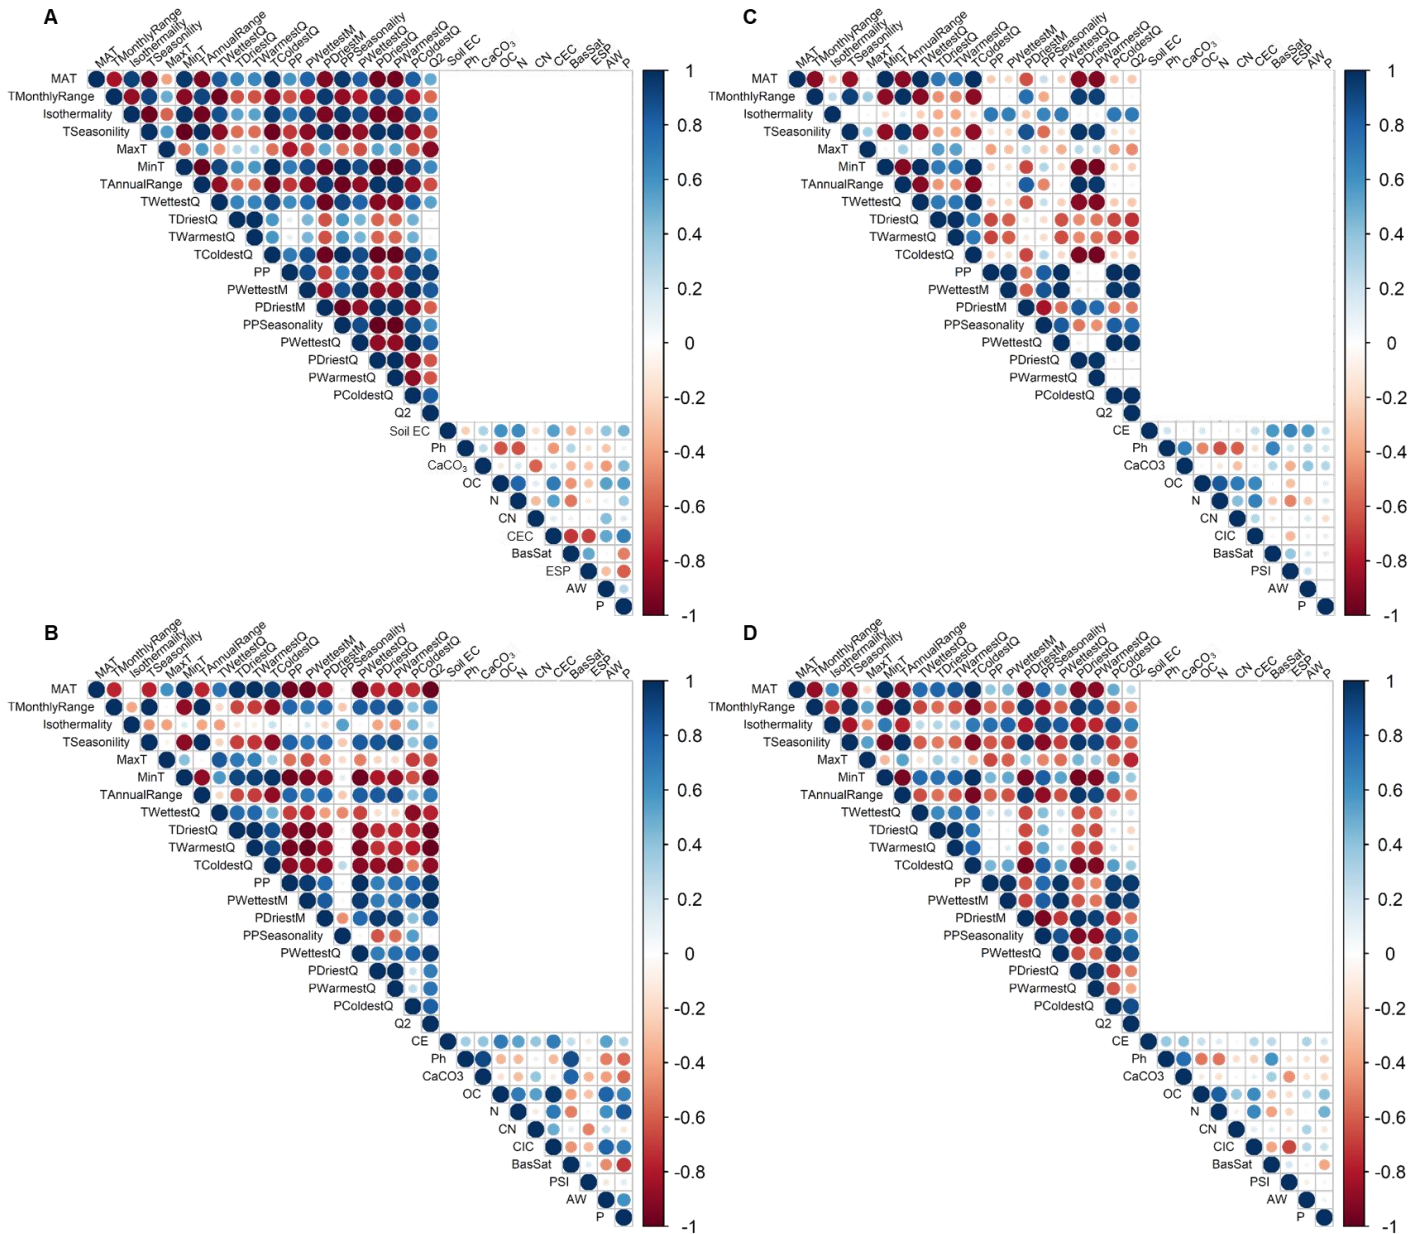 A
MAT
TMonthlyRange
Isothermality
TSeasonility
MaxT
MinT
TAnnualRange
TWettestQ
TDriestQ
TWarmestQ
TColdestQ
PP
PWettestM
PDriestM
PPSeasonality
PWettestQ
PDriestQ
PWarmestQ
PColdestQ
Q2
Soil EC
Ph
CaCO₃
OC
N
CN
CEC
BasSat
ESP
AW
P
MAT
TMonthlyRange
Isothermality
TSeasonility
MaxT
MinT
TAnnualRange
TWettestQ
TDriestQ
TWarmestQ
TColdestQ
PP
PWettestM
PDriestM
PPSeasonality
PWettestQ
PDriestQ
PWarmestQ
PColdestQ
Q2
Soil EC
Ph
CaCO₃
OC
N
CN
CEC
BasSat
ESP
AW
P
1
0.8
0.6
0.4
0.2
0
-0.2
-0.4
-0.6
-0.8
-1
C
MAT
TMonthlyRange
Isothermality
TSeasonility
MaxT
MinT
TAnnualRange
TWettestQ
TDriestQ
TWarmestQ
TColdestQ
PP
PWettestM
PDriestM
PPSeasonality
PWettestQ
PDriestQ
PWarmestQ
PColdestQ
Q2
Soil EC
Ph
CaCO₃
OC
N
CN
CEC
BasSat
ESP
AW
P
MAT
TMonthlyRange
Isothermality
TSeasonility
MaxT
MinT
TAnnualRange
TWettestQ
TDriestQ
TWarmestQ
TColdestQ
PP
PWettestM
PDriestM
PPSeasonality
PWettestQ
PDriestQ
PWarmestQ
PColdestQ
Q2
CE
Ph
CaCO3
OC
N
CN
CIC
BasSat
PSI
AW
P
1
0.8
0.6
0.4
0.2
0
-0.2
-0.4
-0.6
-0.8
-1
B
MAT
TMonthlyRange
Isothermality
TSeasonility
MaxT
MinT
TAnnualRange
TWettestQ
TDriestQ
TWarmestQ
TColdestQ
PP
PWettestM
PDriestM
PPSeasonality
PWettestQ
PDriestQ
PWarmestQ
PColdestQ
Q2
Soil EC
Ph
CaCO₃
OC
N
CN
CEC
BasSat
ESP
AW
P
MAT
TMonthlyRange
Isothermality
TSeasonility
MaxT
MinT
TAnnualRange
TWettestQ
TDriestQ
TWarmestQ
TColdestQ
PP
PWettestM
PDriestM
PPSeasonality
PWettestQ
PDriestQ
PWarmestQ
PColdestQ
Q2
CE
Ph
CaCO3
OC
N
CN
CIC
BasSat
PSI
AW
P
1
0.8
0.6
0.4
0.2
0
-0.2
-0.4
-0.6
-0.8
-1
D
MAT
TMonthlyRange
Isothermality
TSeasonility
MaxT
MinT
TAnnualRange
TWettestQ
TDriestQ
TWarmestQ
TColdestQ
PP
PWettestM
PDriestM
PPSeasonality
PWettestQ
PDriestQ
PWarmestQ
PColdestQ
Q2
Soil EC
Ph
CaCO₃
OC
N
CN
CEC
BasSat
ESP
AW
P
MAT
TMonthlyRange
Isothermality
TSeasonility
MaxT
MinT
TAnnualRange
TWettestQ
TDriestQ
TWarmestQ
TColdestQ
PP
PWettestM
PDriestM
PPSeasonality
PWettestQ
PDriestQ
PWarmestQ
PColdestQ
Q2
CE
Ph
CaCO3
OC
N
CN
CIC
BasSat
PSI
AW
P
1
0.8
0.6
0.4
0.2
0
-0.2
-0.4
-0.6
-0.8
-1